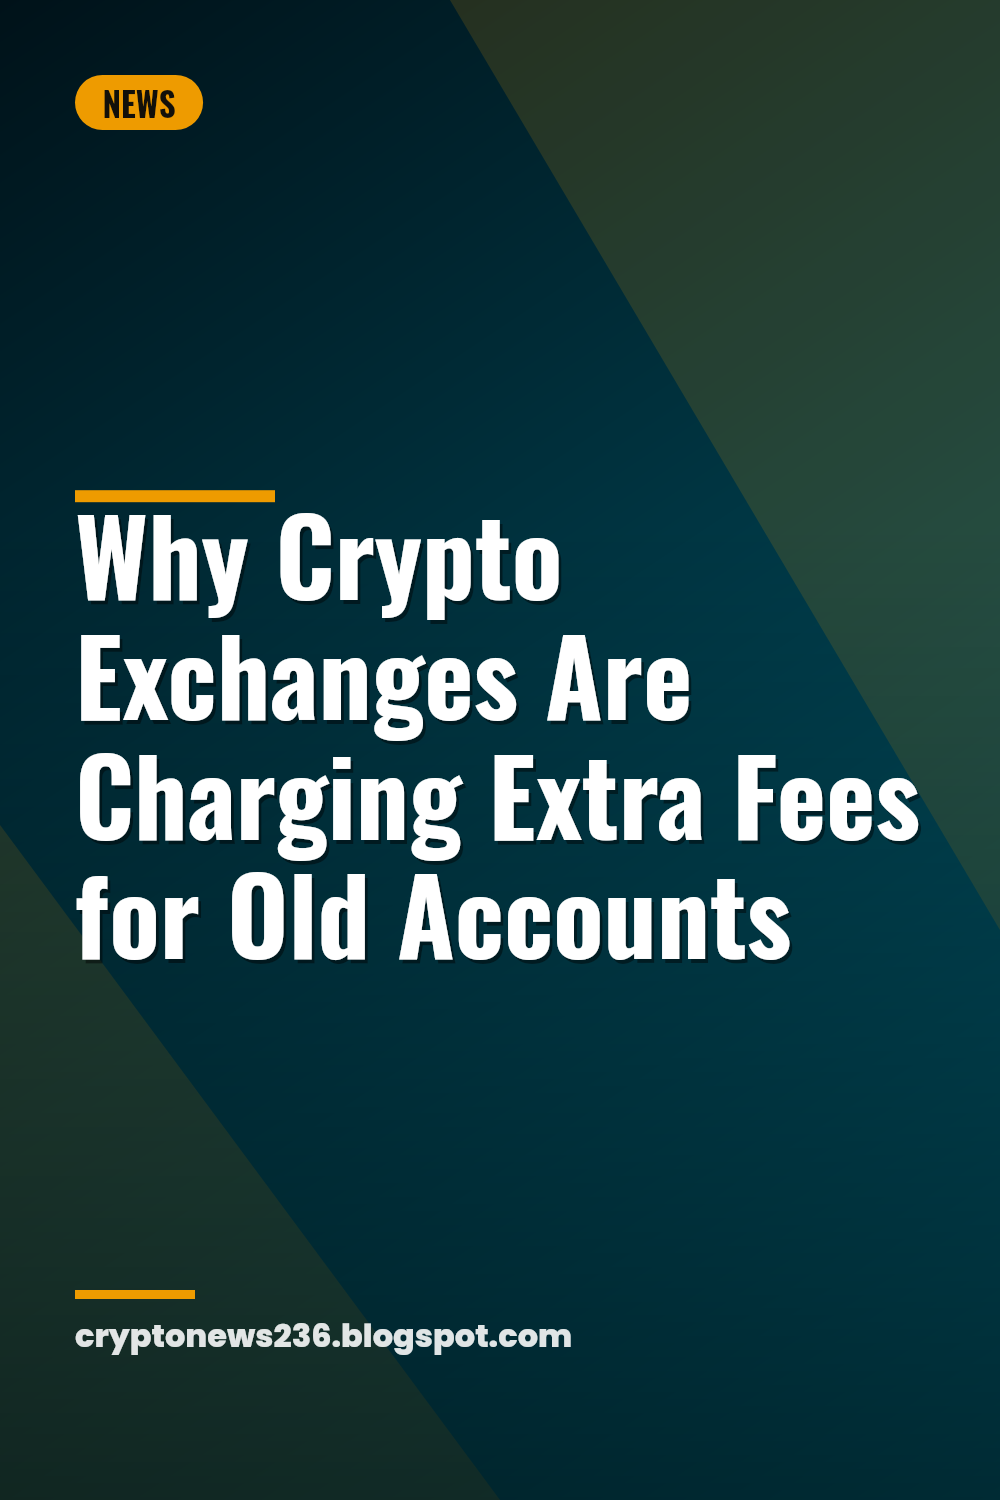 NEWS
Why Crypto
Exchanges Are
Charging Extra Fees
for Old Accounts
cryptonews236.blogspot.com